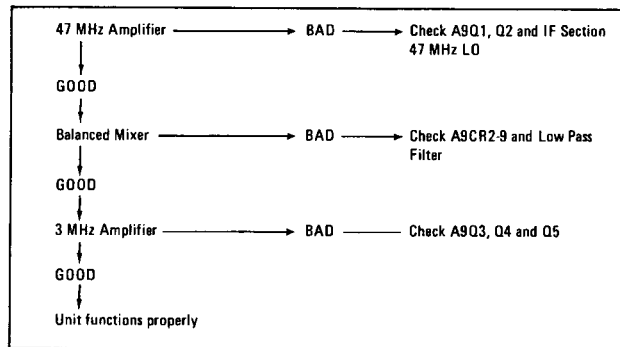 47 MHz Amplifier BAD Check A9Q1, Q2 and IF Section
47 MHz LO
GOOD
Balanced Mixer BAD Check A9CR2-9 and Low Pass
Filter
GOOD
3 MHz Amplifier BAD Check A9Q3, Q4 and Q5
GOOD
Unit functions properly